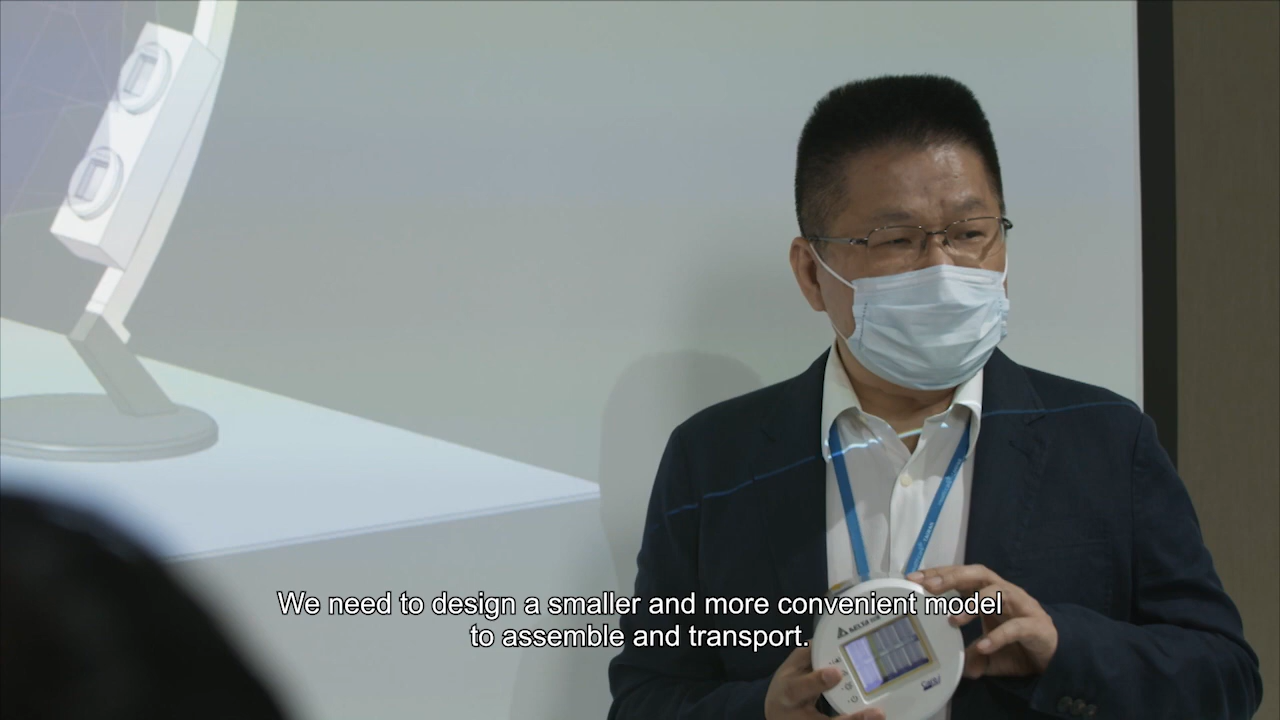 We need to design a smaller and more convenient model
to assemble and transport.